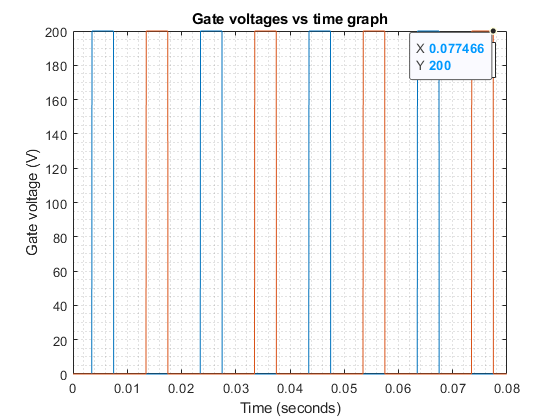 Gate voltages vs time graph
X 0.077466
Y 200
200
180
160
140
120
100
80
60
40
20
0
Gate voltage (V)
0 0.01 0.02 0.03 0.04 0.05 0.06 0.07 0.08
Time (seconds)